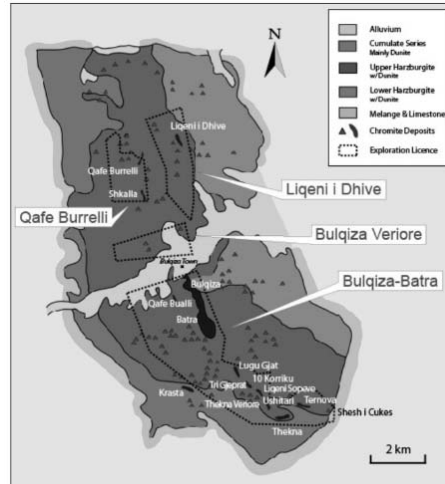 Alluvium
Cumulate Series
Mainly Dunite
Upper Harzburgite
w/Dunite
Lower Harzburgite
w/Dunite
Melange & Limestone
Chromite Deposits
Exploration Licence
N
Liqeni i Dhive
Qafe Burrelli
Shkalla
Liqeni i Dhive
Qafe Burrelli
Bulqiza Veriore
Bulqiza Town
Bulqiza-Batra
Bulqiza
Qafe Bualli
Batra
Lugu Gjat
10 Korriku
Liqeni Sopeve
Tri Gjeprat
Krasta
Ternova
Thekna Veriore
Ushitari
Shesh i Cukes
Thekna
2 km